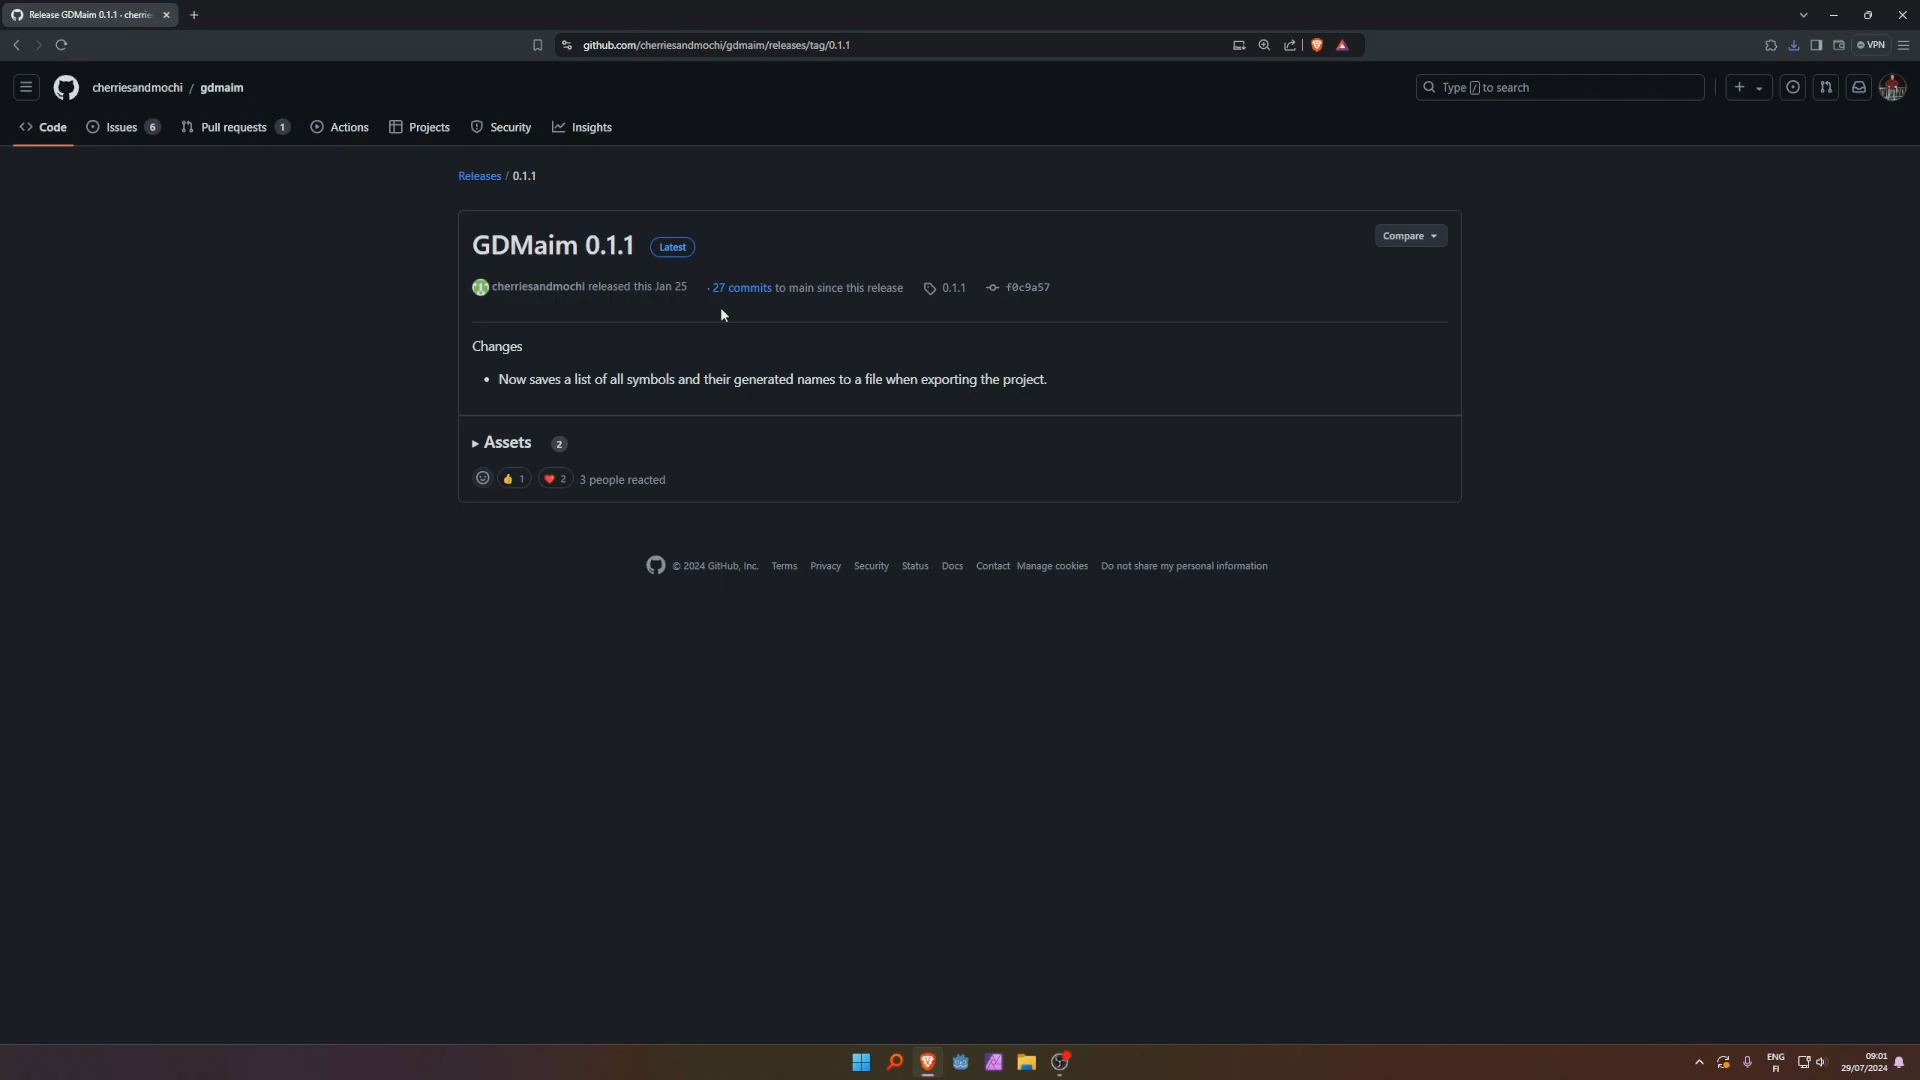 Release GDMaim 0.1.1 · cherrie
github.com/cherriesandmochi/gdmaim/releases/tag/0.1.1
VPN
cherriesandmochi / gdmaim
Type / to search
Code
Issues 6
Pull requests 1
Actions
Projects
Security
Insights
Releases / 0.1.1
GDMaim 0.1.1 Latest
Compare
cherriesandmochi released this Jan 25 · 27 commits to main since this release 0.1.1 f0c9a57
Changes
• Now saves a list of all symbols and their generated names to a file when exporting the project.
Assets 2
👍 1 ❤️ 2 3 people reacted
© 2024 GitHub, Inc. Terms Privacy Security Status Docs Contact Manage cookies Do not share my personal information
ENG
FI
09:01
29/07/2024